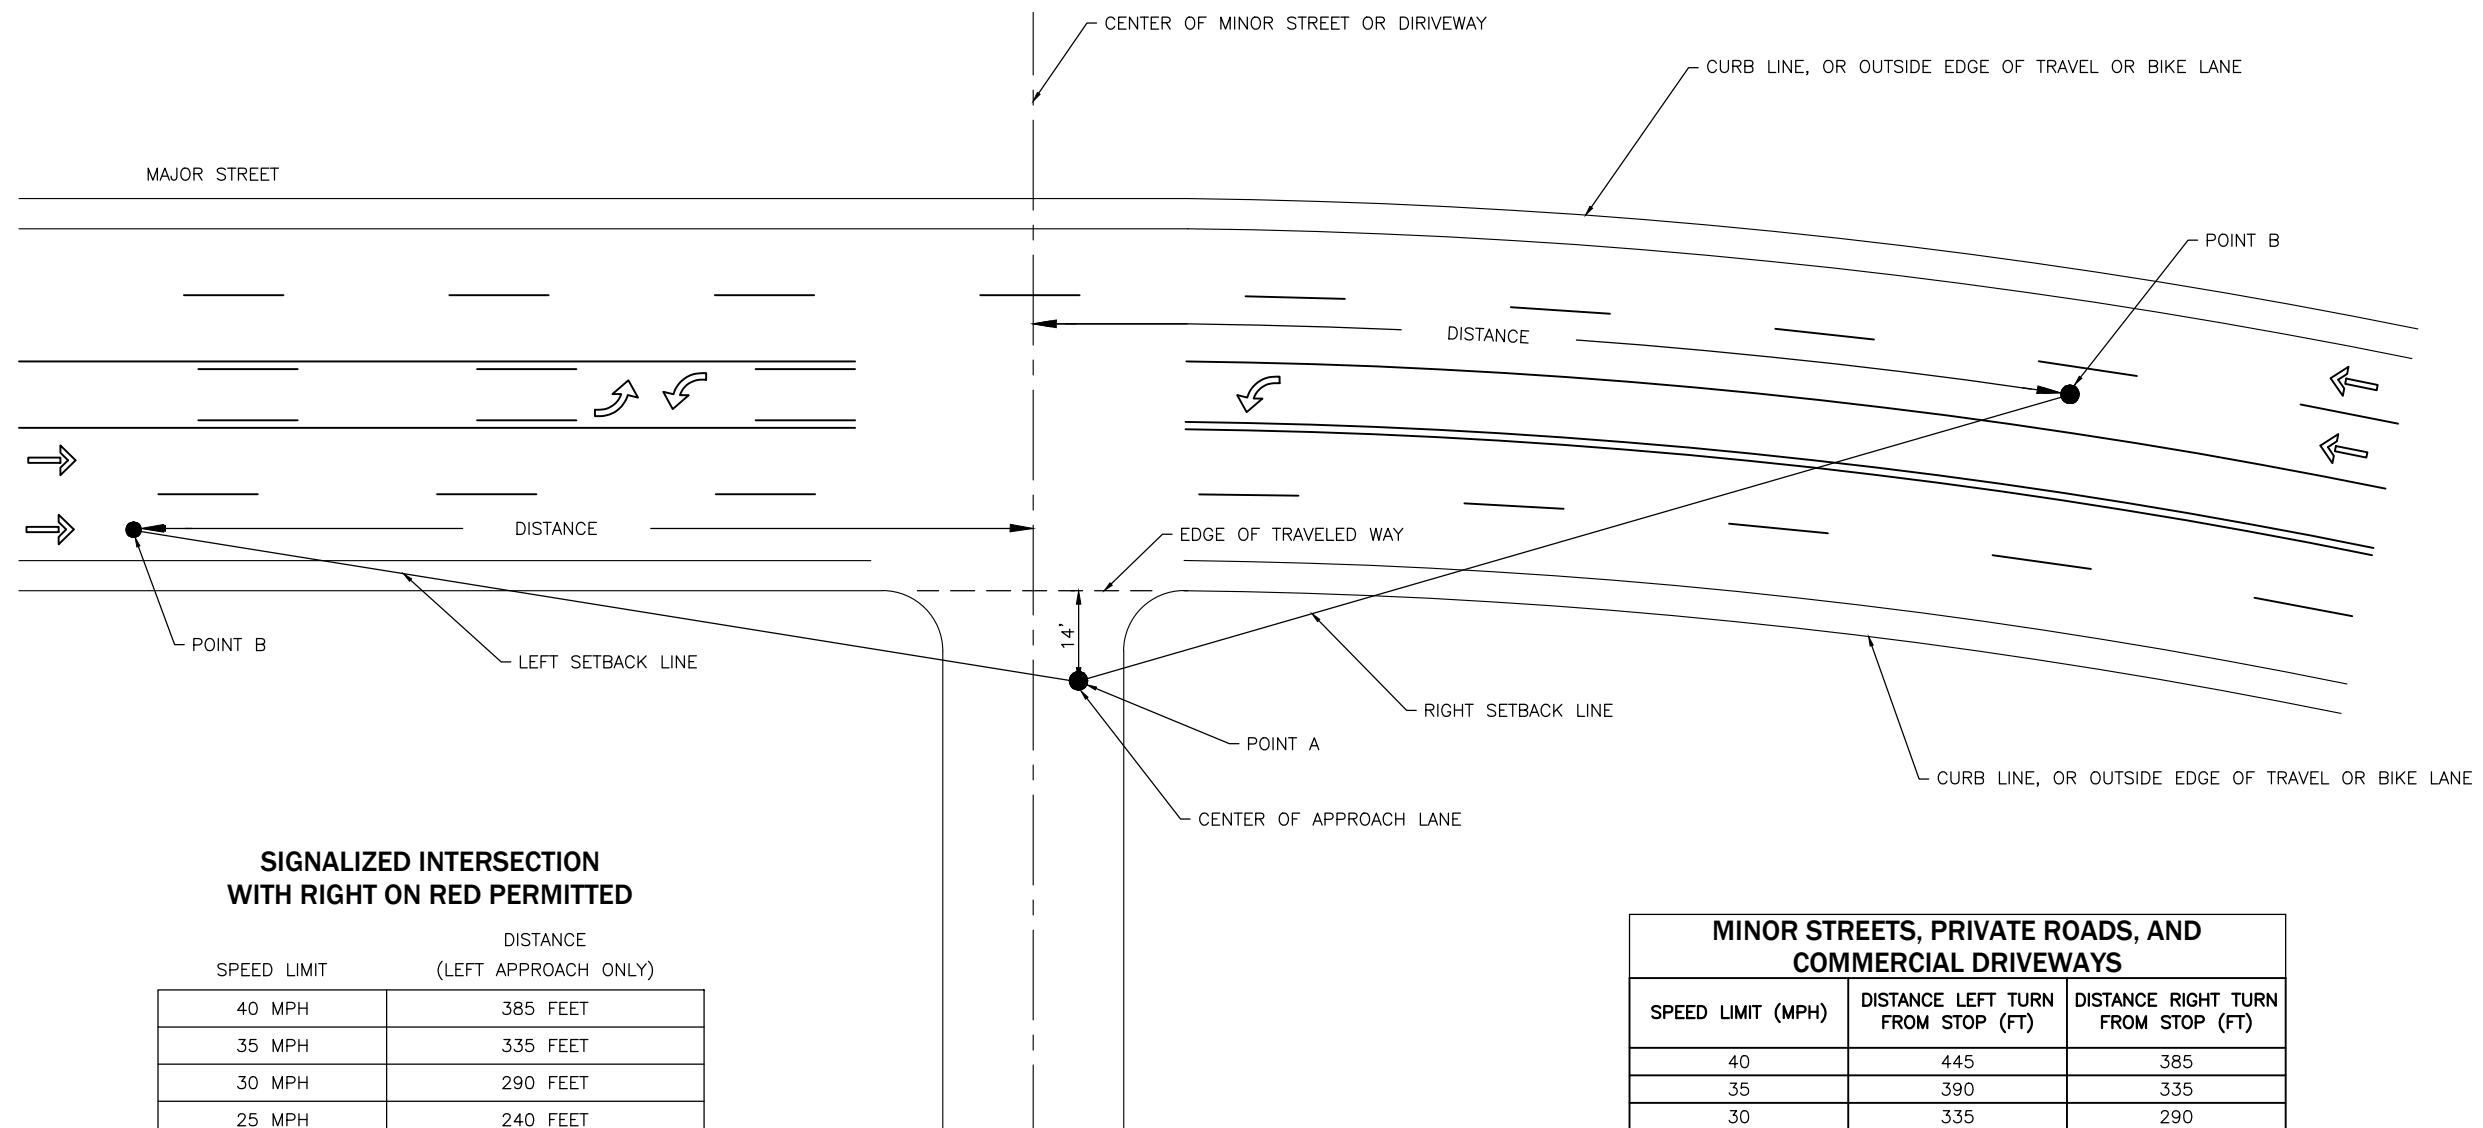 CENTER OF MINOR STREET OR DIRIVEWAY
CURB LINE, OR OUTSIDE EDGE OF TRAVEL OR BIKE LANE
MAJOR STREET
POINT B
DISTANCE
DISTANCE
EDGE OF TRAVELED WAY
14'
POINT B
LEFT SETBACK LINE
RIGHT SETBACK LINE
POINT A
CURB LINE, OR OUTSIDE EDGE OF TRAVEL OR BIKE LANE
CENTER OF APPROACH LANE
SIGNALIZED INTERSECTION
WITH RIGHT ON RED PERMITTED
DISTANCE
SPEED LIMIT (LEFT APPROACH ONLY)
40 MPH 385 FEET
35 MPH 335 FEET
30 MPH 290 FEET
25 MPH 240 FEET
MINOR STREETS, PRIVATE ROADS, AND
COMMERCIAL DRIVEWAYS
SPEED LIMIT (MPH) DISTANCE LEFT TURN FROM STOP (FT) DISTANCE RIGHT TURN FROM STOP (FT)
40 445 385
35 390 335
30 335 290